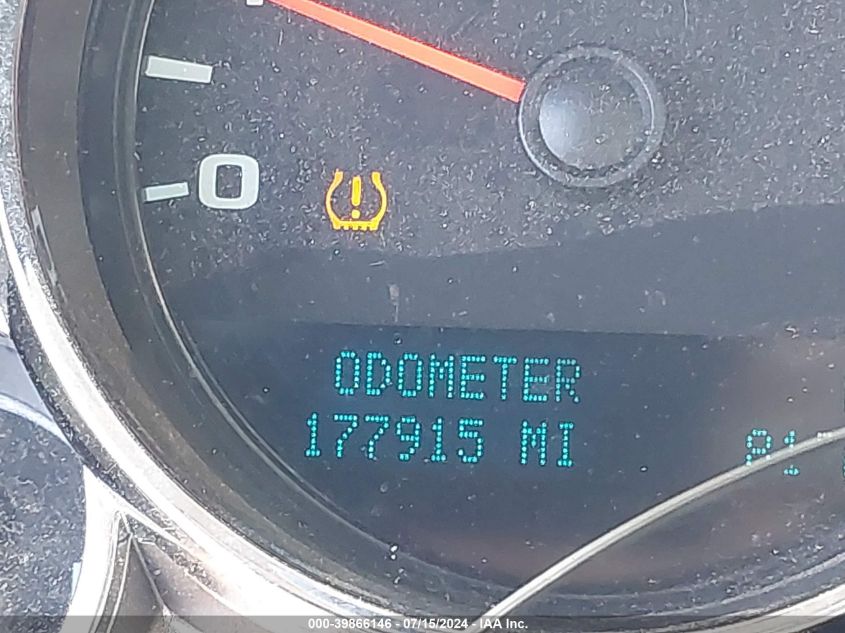 0
ODOMETER
177915 MI
000-39866146 - 07/15/2024 - IAA Inc.